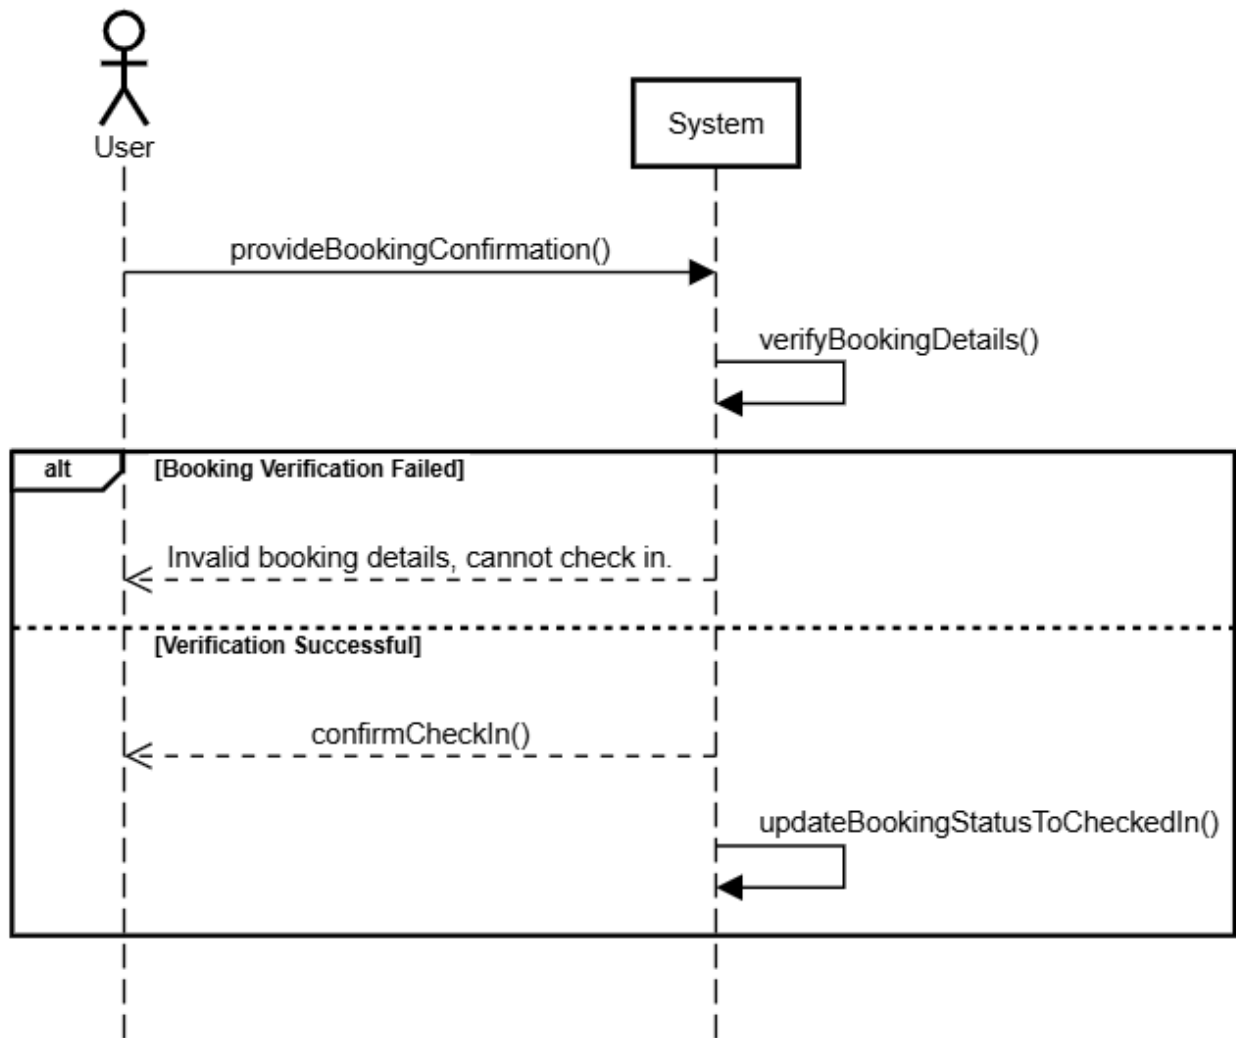 User
System
provideBookingConfirmation()
verifyBookingDetails()
alt
[Booking Verification Failed]
Invalid booking details, cannot check in.
[Verification Successful]
confirmCheckIn()
updateBookingStatusToCheckedIn()